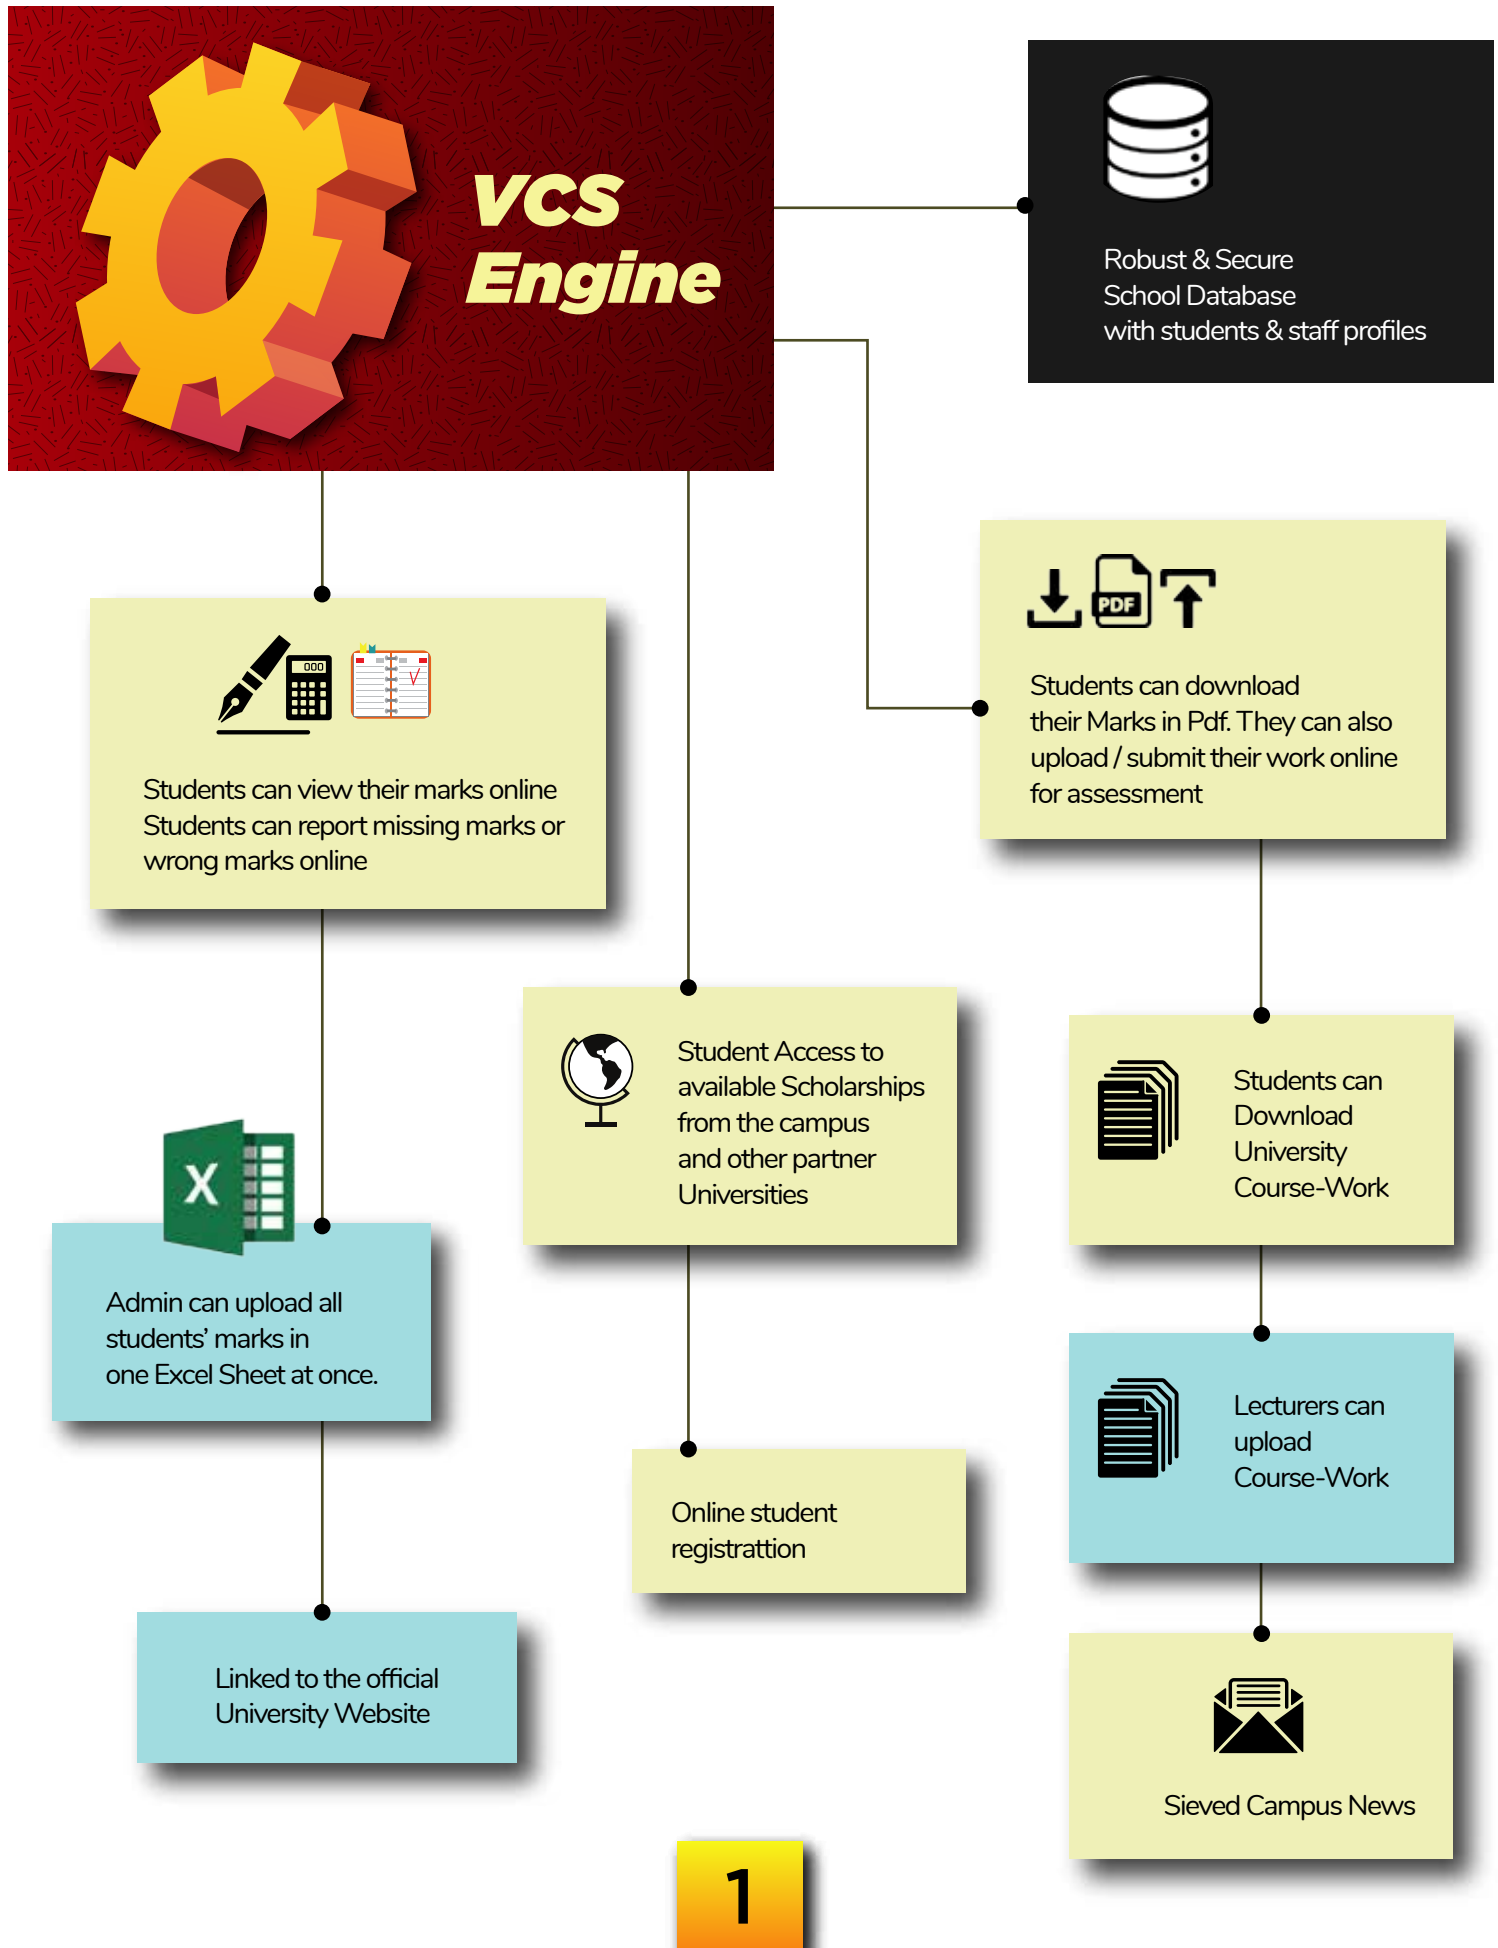 VCS
Engine
Robust & Secure
School Database
with students & staff profiles
PDF
Students can download
their Marks in Pdf. They can also
upload / submit their work online
for assessment
000
Students can view their marks online
Students can report missing marks or
wrong marks online
Student Access to
available Scholarships
from the campus
and other partner
Universities
Students can
Download
University
Course-Work
X
Admin can upload all
students’ marks in
one Excel Sheet at once.
Lecturers can
upload
Course-Work
Online student
registrattion
Linked to the official
University Website
Sieved Campus News
1